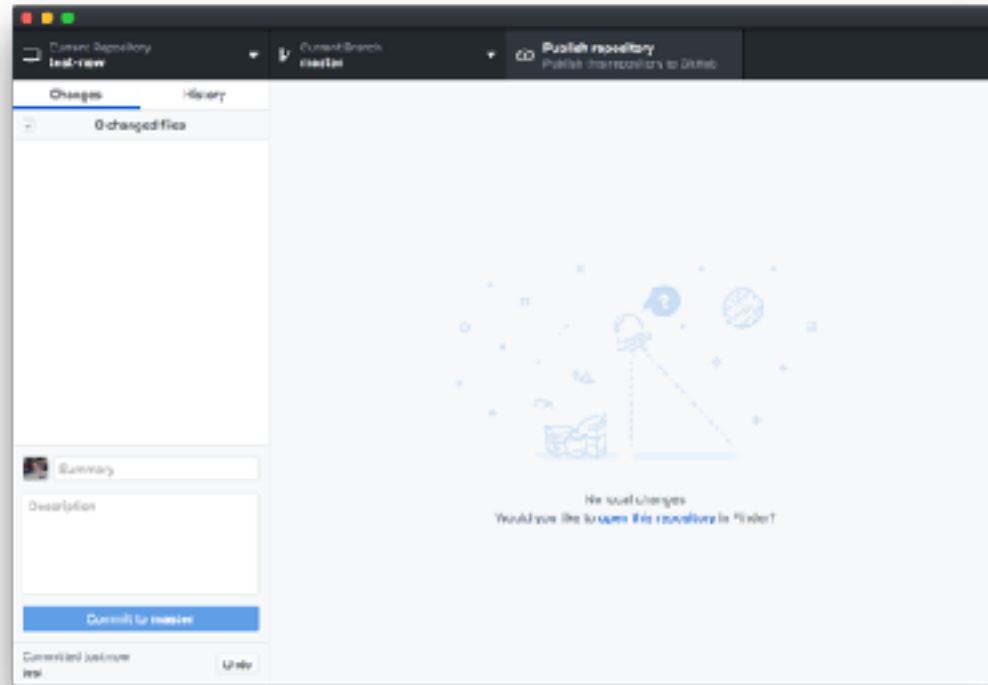 Current Repository
test-new
Current Branch
master
Publish repository
Publish this repository to GitHub
Changes
History
0 changed files
?
Summary
Description
No local changes
Would you like to open this repository in Finder?
Commit to master
Committed just now
test
Undo